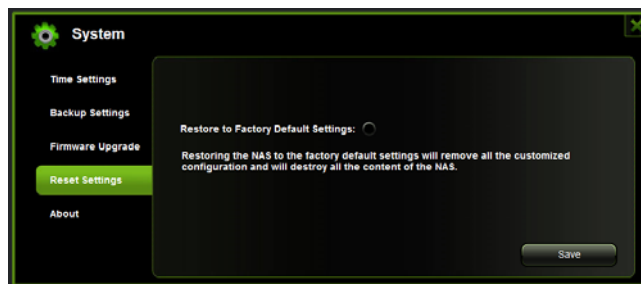 System
Time Settings
Backup Settings
Firmware Upgrade
Reset Settings
About
Restore to Factory Default Settings:
Restoring the NAS to the factory default settings will remove all the customized
configuration and will destroy all the content of the NAS.
Save